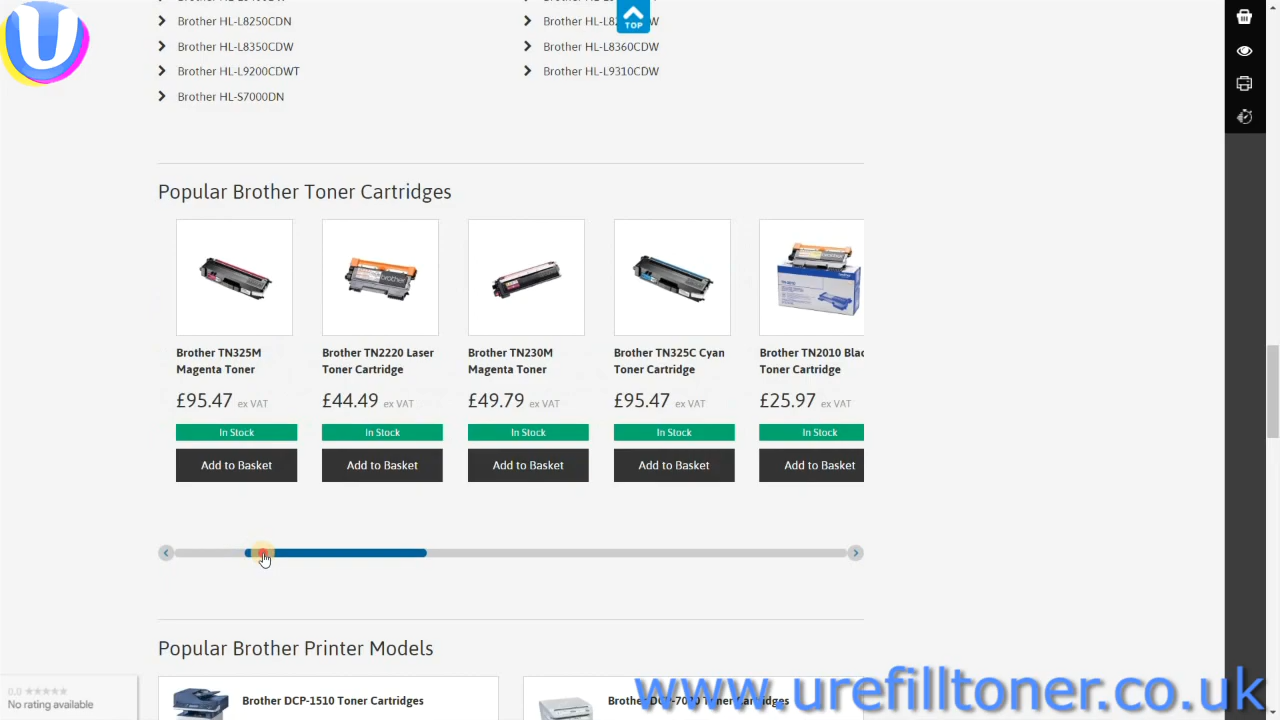 U
TOP
Brother HL-L8250CDN
Brother HL-L8350CDW
Brother HL-L8360CDW
Brother HL-L9200CDWT
Brother HL-L9310CDW
Brother HL-S7000DN
Popular Brother Toner Cartridges
Brother TN325M
Magenta Toner
£95.47 ex VAT
In Stock
Add to Basket
Brother TN2220 Laser
Toner Cartridge
£44.49 ex VAT
In Stock
Add to Basket
Brother TN230M
Magenta Toner
£49.79 ex VAT
In Stock
Add to Basket
Brother TN325C Cyan
Toner Cartridge
£95.47 ex VAT
In Stock
Add to Basket
Brother TN2010 Blac
Toner Cartridge
£25.97 ex VAT
In Stock
Add to Basket
Popular Brother Printer Models
Brother DCP-1510 Toner Cartridges
Toner Cartridges
0.0
No rating available
www.urefilltoner.co.uk